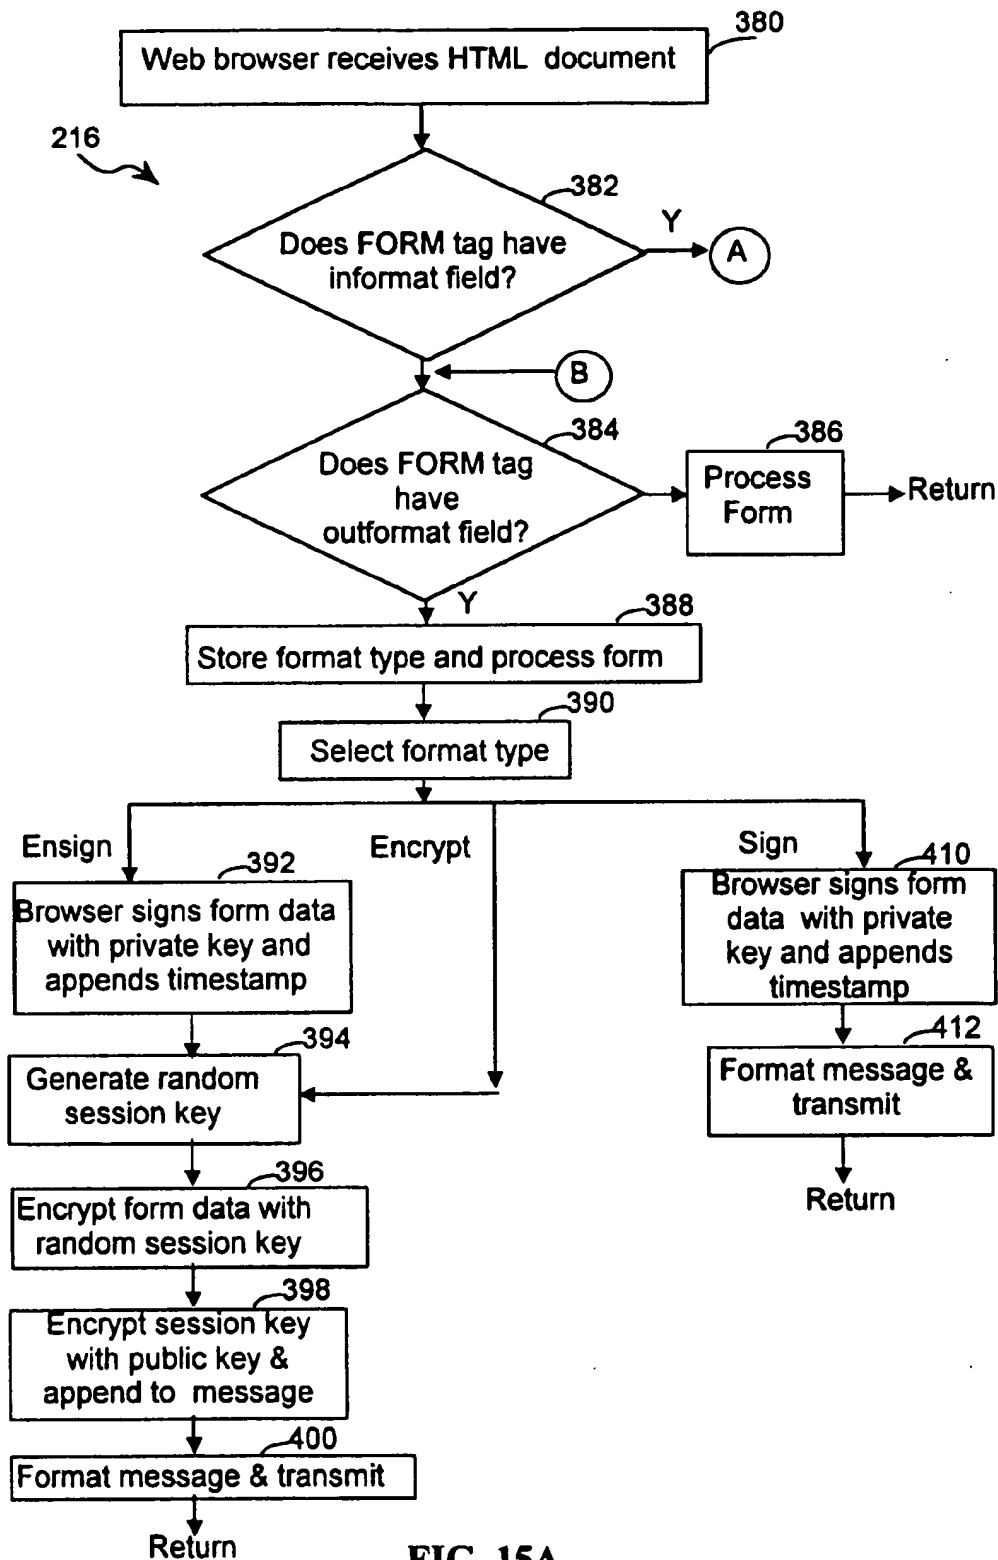 380
Web browser receives HTML document
216
382
Does FORM tag have
informat field?
Y
A
B
384
Does FORM tag
have
outformat field?
386
Process
Form
Return
Y
388
Store format type and process form
390
Select format type
Ensign
Encrypt
Sign
392
Browser signs form data
with private key and
appends timestamp
410
Browser signs form
data with private
key and appends
timestamp
394
Generate random
session key
412
Format message &
transmit
Return
396
Encrypt form data with
random session key
398
Encrypt session key
with public key &
append to message
400
Format message & transmit
Return
FIG. 15A